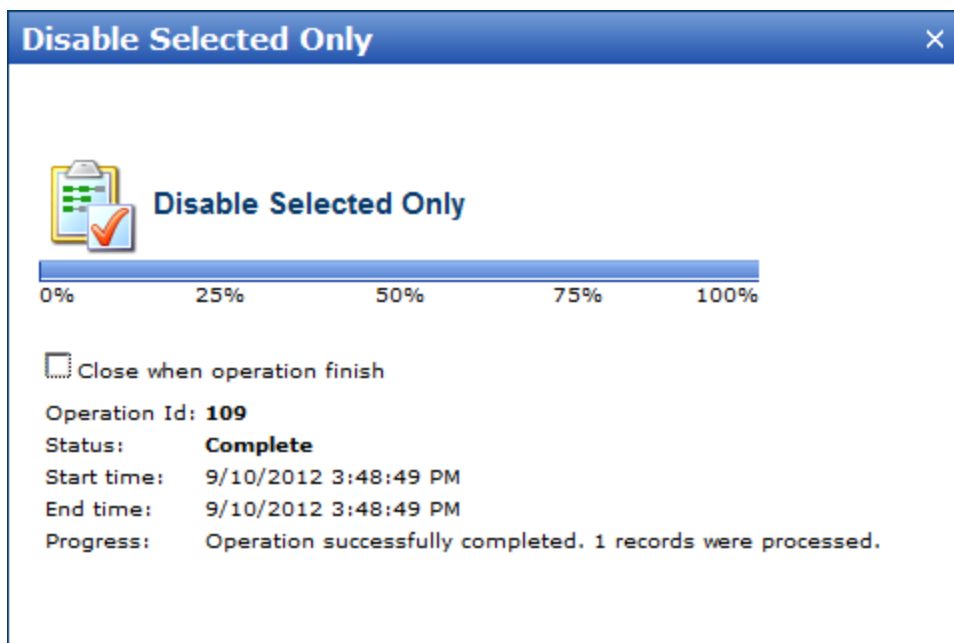 Disable Selected Only
Disable Selected Only
0% 25% 50% 75% 100%
Close when operation finish
Operation Id: 109
Status: Complete
Start time: 9/10/2012 3:48:49 PM
End time: 9/10/2012 3:48:49 PM
Progress: Operation successfully completed. 1 records were processed.